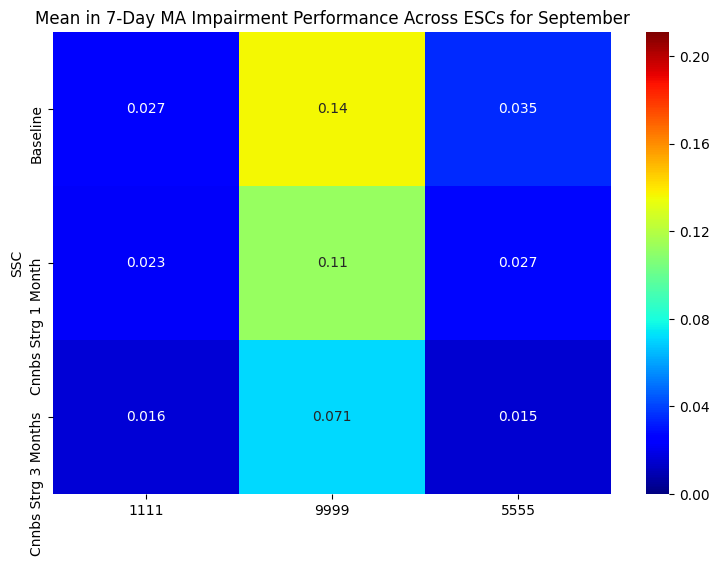 Mean in 7-Day MA Impairment Performance Across ESCs for September
SSC
Baseline
0.027 0.14 0.035
Cnnbs Strg 1 Month
0.023 0.11 0.027
Cnnbs Strg 3 Months
0.016 0.071 0.015
1111 9999 5555
0.20
0.16
0.12
0.08
0.04
0.00